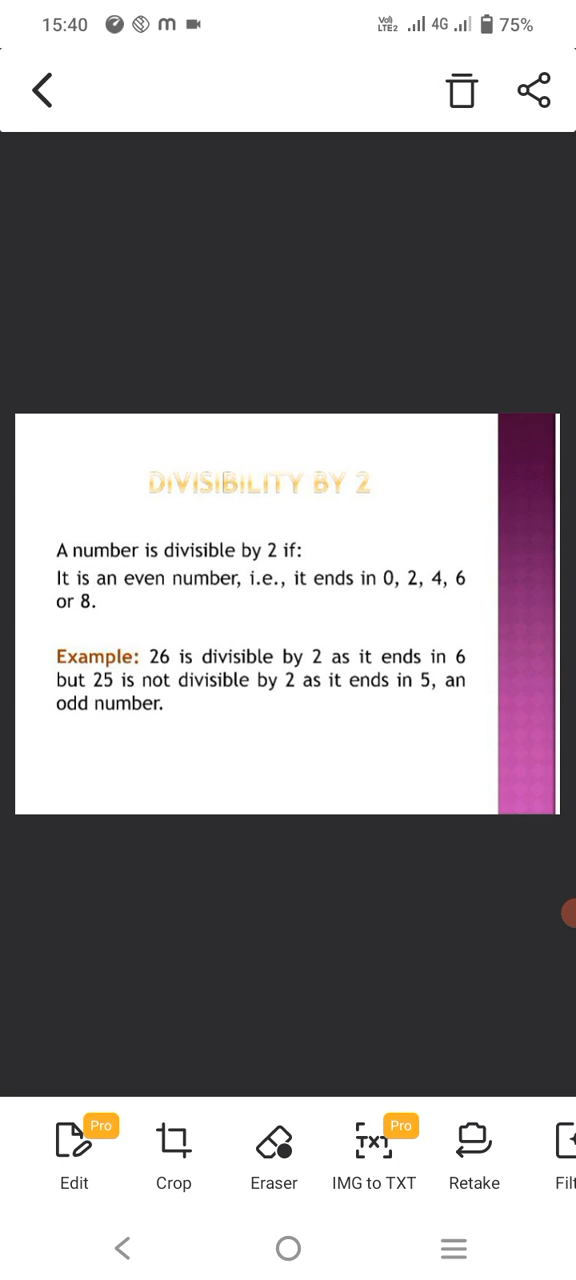 15:40 m Vo) LTE2 4G 75%
DIVISIBILITY BY 2
A number is divisible by 2 if:
It is an even number, i.e., it ends in 0, 2, 4, 6
or 8.
Example: 26 is divisible by 2 as it ends in 6
but 25 is not divisible by 2 as it ends in 5, an
odd number.
Pro Pro
TXT
Edit Crop Eraser IMG to TXT Retake Filt